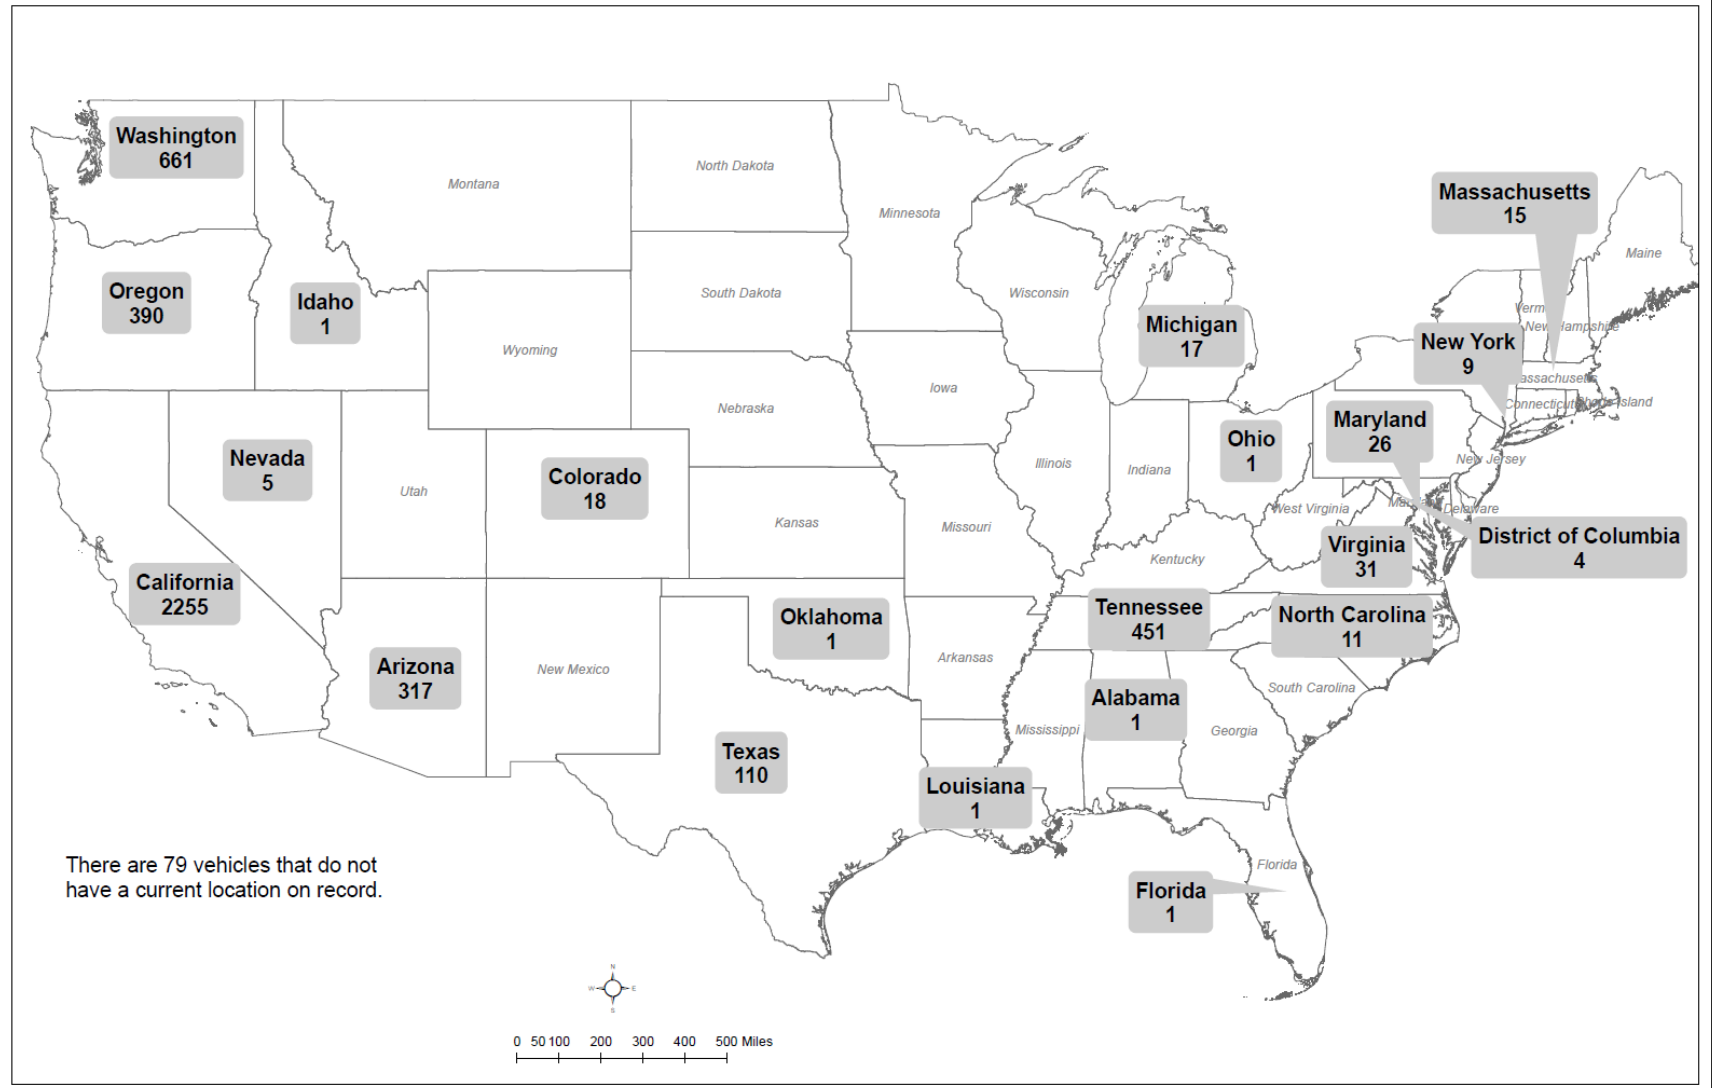 Washington
661
Montana
North Dakota
Minnesota
Massachusetts
15
Maine
Oregon
390
Idaho
1
South Dakota
Wisconsin
Michigan
17
New Hampshire
New York
9
Wyoming
Iowa
Nebraska
Connecticut
Island
Maryland
26
Nevada
5
Utah
Colorado
18
Kansas
Missouri
Illinois
Indiana
Ohio
1
New Jersey
West Virginia
Delaware
District of Columbia
4
Virginia
31
Kentucky
California
2255
Oklahoma
1
Tennessee
451
North Carolina
11
Arizona
317
New Mexico
Arkansas
South Carolina
Alabama
1
Mississippi
Georgia
Texas
110
Louisiana
1
There are 79 vehicles that do not
have a current location on record.
Florida
Florida
1
N
W E
S
0 50 100 200 300 400 500 Miles